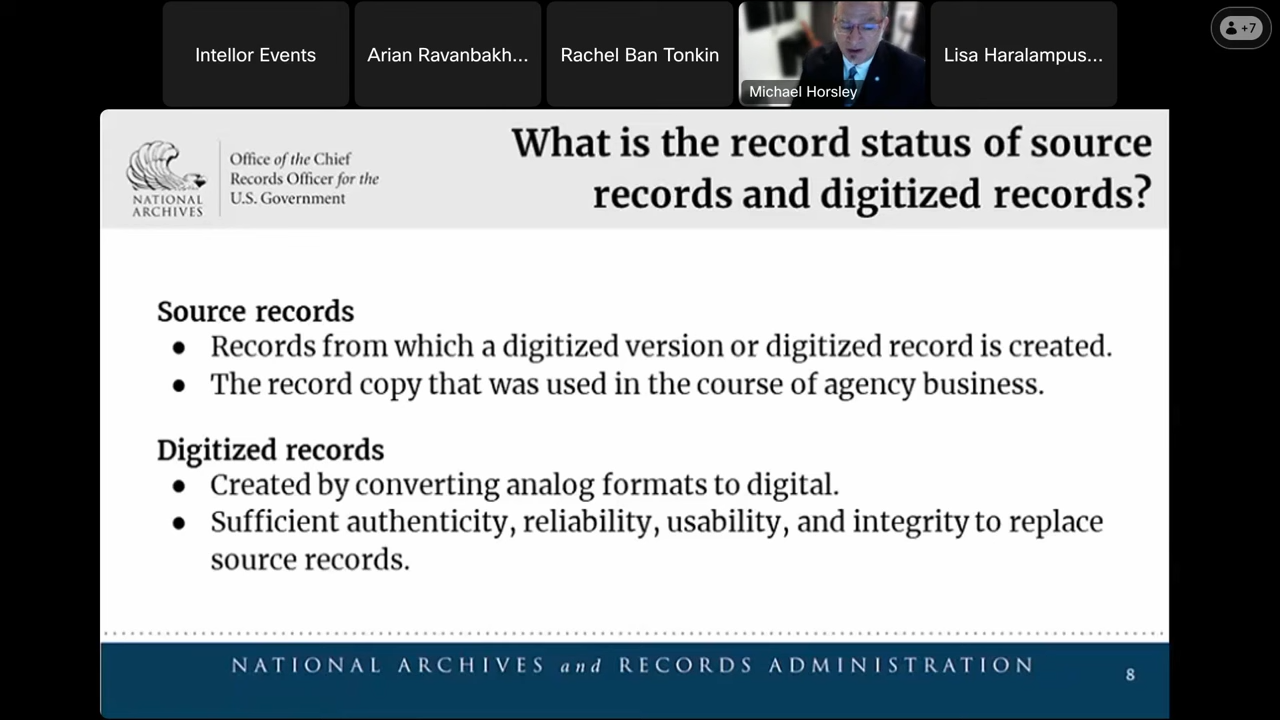 Intellor Events
Arian Ravanbakh...
Rachel Ban Tonkin
Michael Horsley
Lisa Haralampus...
+7
NATIONAL
ARCHIVES
Office of the Chief
Records Officer for the
U.S. Government
What is the record status of source
records and digitized records?
Source records
● Records from which a digitized version or digitized record is created.
● The record copy that was used in the course of agency business.
Digitized records
● Created by converting analog formats to digital.
● Sufficient authenticity, reliability, usability, and integrity to replace
source records.
NATIONAL ARCHIVES and RECORDS ADMINISTRATION
8